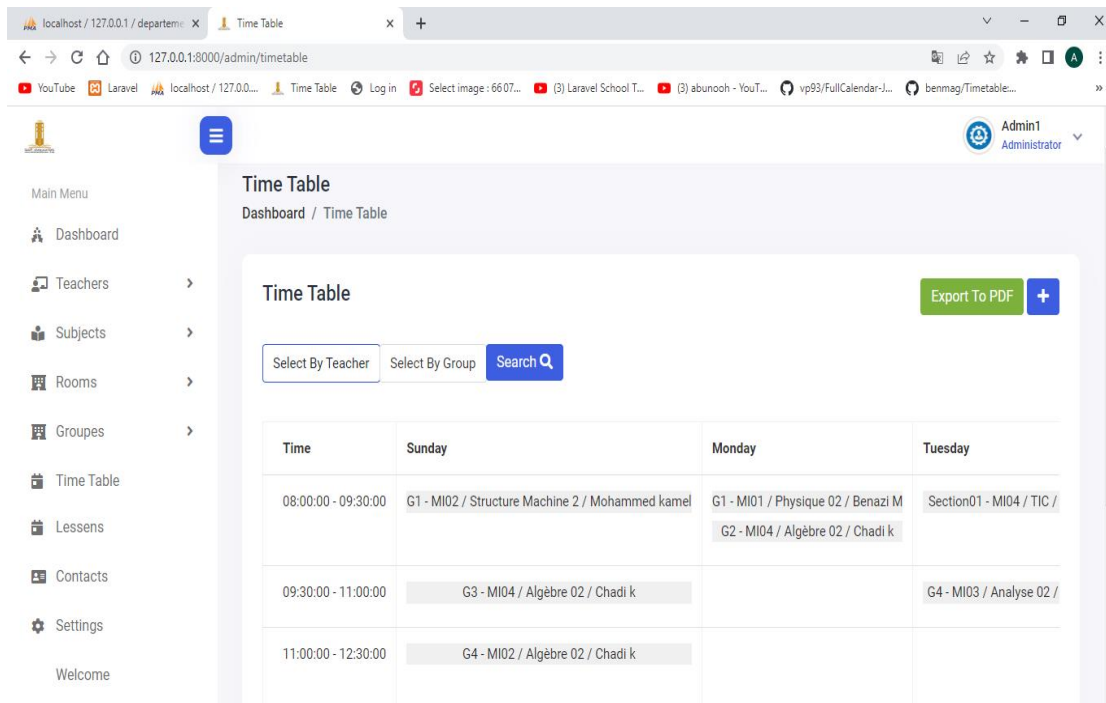 localhost / 127.0.0.1 / departeme
Time Table
127.0.0.1:8000/admin/timetable
A
YouTube Laravel localhost / 127.0.0.... Time Table Log in Select image : 66 07... (3) Laravel School T... (3) abunooh - YouT... vp93/FullCalendar-J... benmag/Timetable:... »
Admin1
Administrator
Main Menu
Dashboard
Teachers
Subjects
Rooms
Groupes
Time Table
Lessens
Contacts
Settings
Welcome
Time Table
Dashboard / Time Table
Time Table
Export To PDF +
Select By Teacher Select By Group Search
Time Sunday Monday Tuesday
08:00:00 - 09:30:00 G1 - MI02 / Structure Machine 2 / Mohammed kamel G1 - MI01 / Physique 02 / Benazi M Section01 - MI04 / TIC /
G2 - MI04 / Algèbre 02 / Chadi k
09:30:00 - 11:00:00 G3 - MI04 / Algèbre 02 / Chadi k G4 - MI03 / Analyse 02 /
11:00:00 - 12:30:00 G4 - MI02 / Algèbre 02 / Chadi k